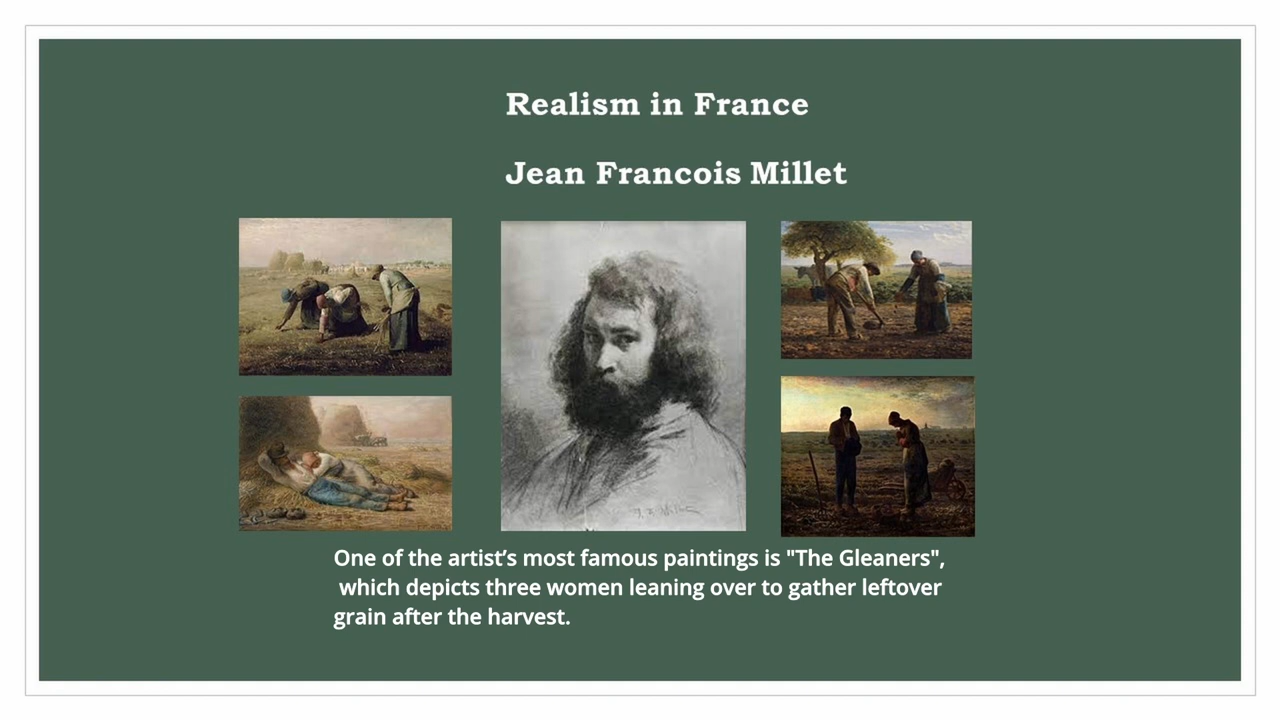 Realism in France
Jean Francois Millet
One of the artist’s most famous paintings is "The Gleaners",
which depicts three women leaning over to gather leftover
grain after the harvest.